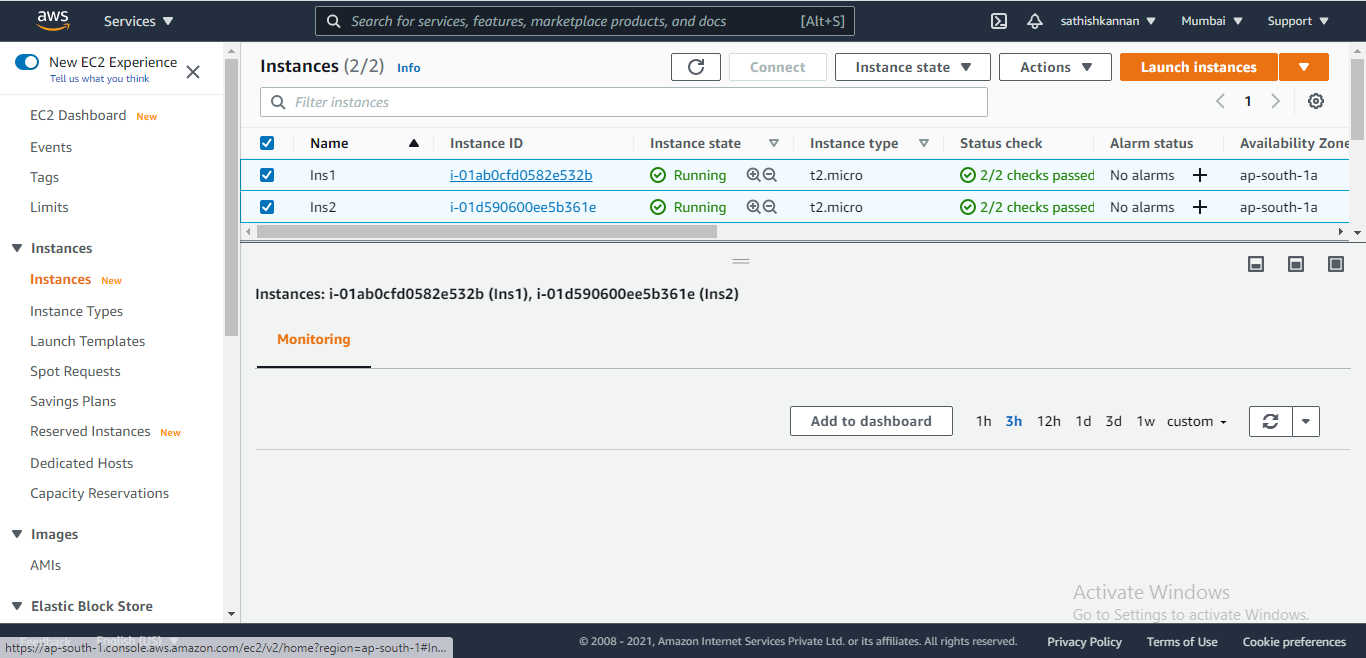 aws
Services
Search for services, features, marketplace products, and docs [Alt+S]
sathishkannan
Mumbai
Support
New EC2 Experience
Tell us what you think
EC2 Dashboard New
Events
Tags
Limits
Instances
Instances New
Instance Types
Launch Templates
Spot Requests
Savings Plans
Reserved Instances New
Dedicated Hosts
Capacity Reservations
Images
AMIs
Elastic Block Store
Instances (2/2) Info
Connect
Instance state
Actions
Launch instances
Filter instances
1
Name Instance ID Instance state Instance type Status check Alarm status Availability Zone
Ins1 i-01ab0cfd0582e532b Running t2.micro 2/2 checks passed No alarms + ap-south-1a
Ins2 i-01d590600ee5b361e Running t2.micro 2/2 checks passed No alarms + ap-south-1a
Instances: i-01ab0cfd0582e532b (Ins1), i-01d590600ee5b361e (Ins2)
Monitoring
Add to dashboard 1h 3h 12h 1d 3d 1w custom
Activate Windows
Go to Settings to activate Windows.
Feedback English (US)
© 2008 - 2021, Amazon Internet Services Private Ltd. or its affiliates. All rights reserved. Privacy Policy Terms of Use Cookie preferences
https://ap-south-1.console.aws.amazon.com/ec2/v2/home?region=ap-south-1#In...